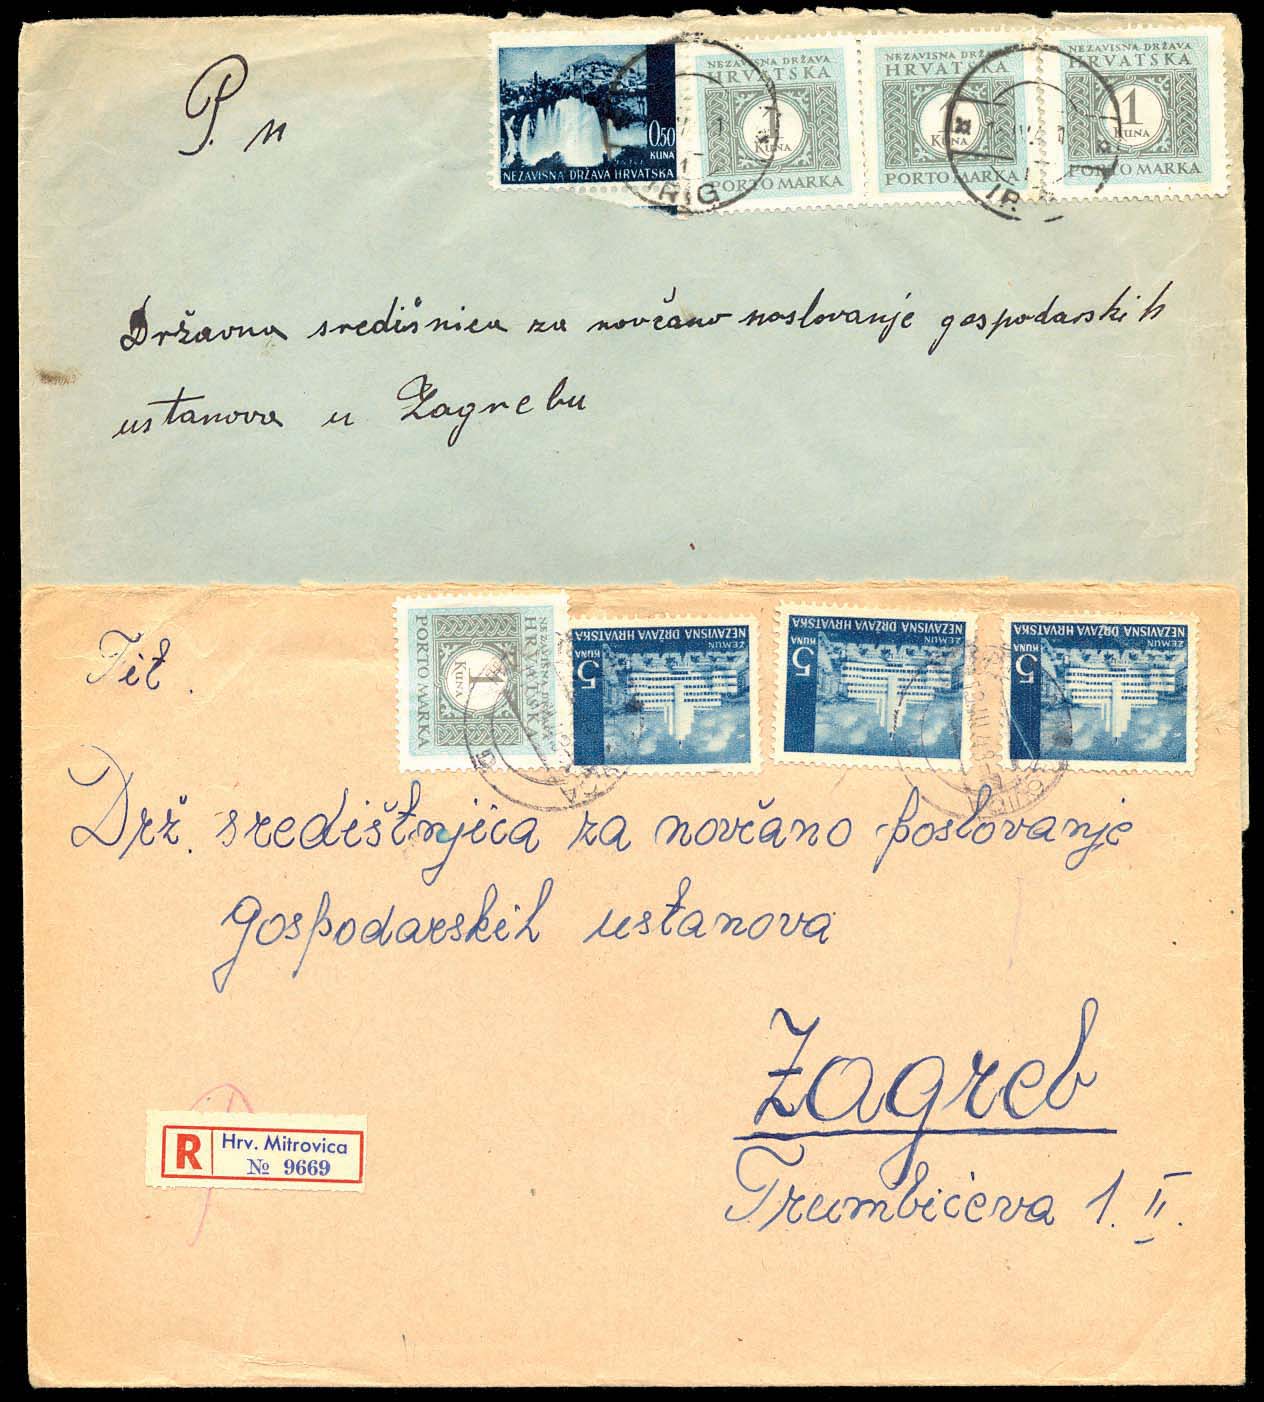 P. n
0,50
KUNA
NEZAVISNA DRŽAVA HRVATSKA
NEZAVISNA DRŽAVA
HRVATSKA
1
KUNA
PORTO MARKA
NEZAVISNA DRŽAVA
HRVATSKA
1
KUNA
PORTO MARKA
NEZAVISNA DRŽAVA
HRVATSKA
1
KUNA
PORTO MARKA
RIG
IR
Državna središnica za novčano noslovanje gospodarskih
ustanova u Zagrebu
Tit.
NEZAVISNA DRŽAVA
HRVATSKA
1
KUNA
PORTO MARKA
NEZAVISNA DRŽAVA HRVATSKA
ZEMUN
5
KUNA
NEZAVISNA DRŽAVA HRVATSKA
ZEMUN
5
KUNA
NEZAVISNA DRŽAVA HRVATSKA
ZEMUN
5
KUNA
Drž. središtnjica za novčano poslovanje
gospodarskih ustanova
Zagreb
Trumbićeva 1. II.
R Hrv. Mitrovica
№ 9669